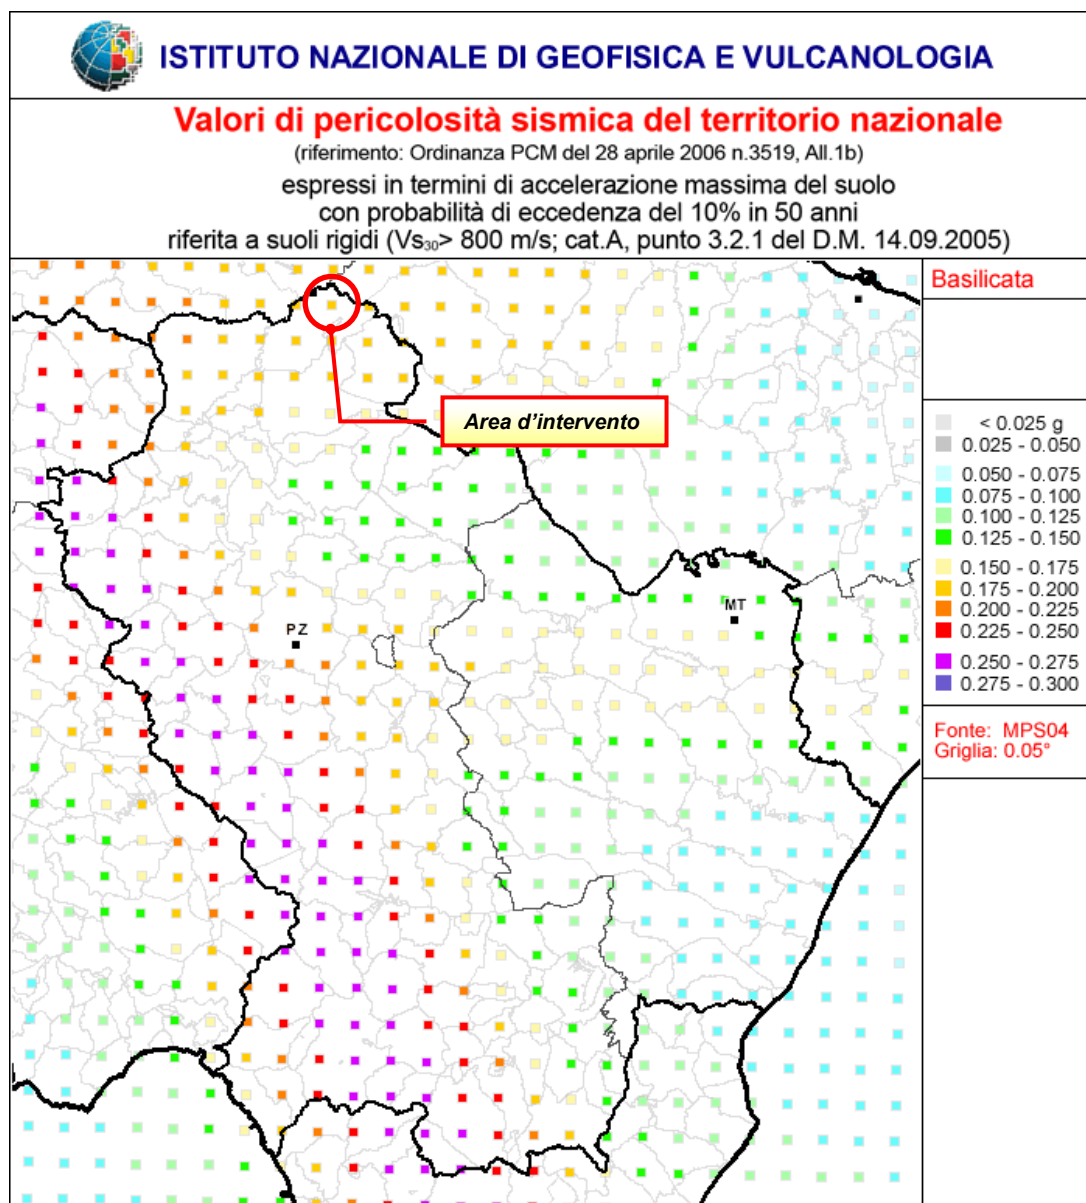 ISTITUTO NAZIONALE DI GEOFISICA E VULCANOLOGIA
Valori di pericolosità sismica del territorio nazionale
(riferimento: Ordinanza PCM del 28 aprile 2006 n.3519, All.1b)
espressi in termini di accelerazione massima del suolo
con probabilità di eccedenza del 10% in 50 anni
riferita a suoli rigidi (Vs₃₀> 800 m/s; cat.A, punto 3.2.1 del D.M. 14.09.2005)
Basilicata
Area d'intervento
< 0.025 g
0.025 - 0.050
0.050 - 0.075
0.075 - 0.100
0.100 - 0.125
0.125 - 0.150
0.150 - 0.175
0.175 - 0.200
0.200 - 0.225
0.225 - 0.250
0.250 - 0.275
0.275 - 0.300
MT
PZ
Fonte: MPS04
Griglia: 0.05°